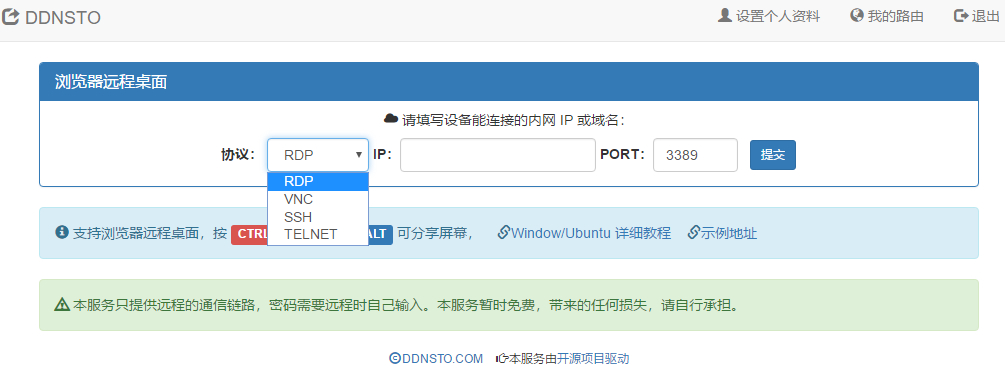 DDNSTO 设置个人资料 我的路由 退出
浏览器远程桌面
请填写设备能连接的内网 IP 或域名：
协议： RDP IP： PORT： 3389 提交
RDP
VNC
SSH
TELNET
支持浏览器远程桌面，按 CTRL ALT 可分享屏幕， Window/Ubuntu 详细教程 示例地址
本服务只提供远程的通信链路，密码需要远程时自己输入。本服务暂时免费，带来的任何损失，请自行承担。
©DDNSTO.COM 本服务由开源项目驱动